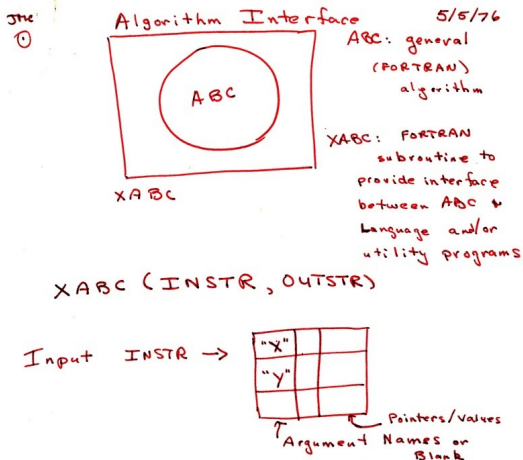 JMC
1
Algorithm Interface
5/5/76
ABC
ABC: general
(FORTRAN)
algorithm
XABC: FORTRAN
subroutine to
provide interface
between ABC &
Language and/or
utility programs
XABC
XABC (INSTR, OUTSTR)
Input INSTR →
"X"
"Y"
Pointers/Values
Argument Names or
Blank